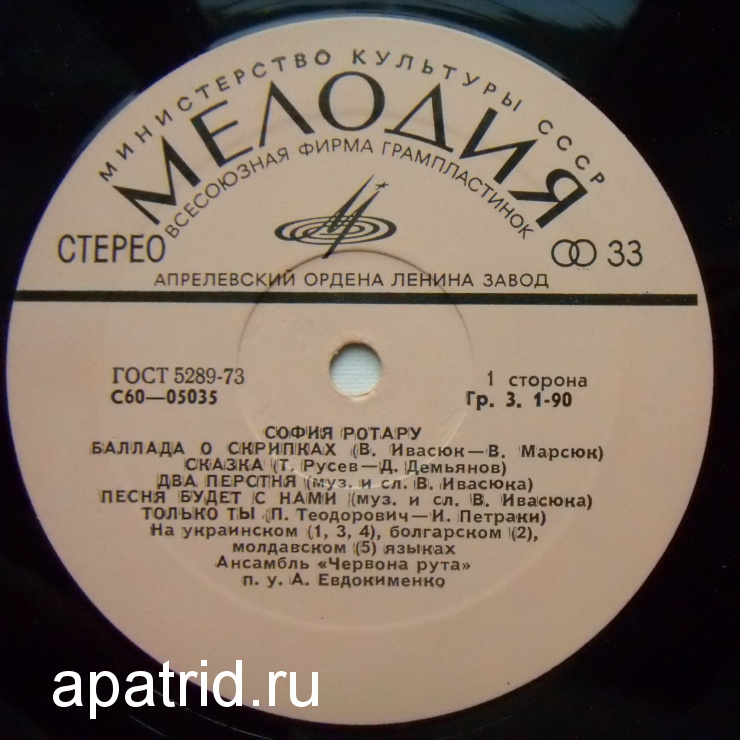 МИНИСТЕРСТВО КУЛЬТУРЫ СССР
МЕЛОДИЯ
ВСЕСОЮЗНАЯ ФИРМА ГРАМПЛАСТИНОК
СТЕРЕО
33
АПРЕЛЕВСКИЙ ОРДЕНА ЛЕНИНА ЗАВОД
ГОСТ 5289-73
1 сторона
С60—05035
Гр. 3. 1-90
СОФИЯ РОТАРУ
БАЛЛАДА О СКРИПКАХ (В. Ивасюк—В. Марсюк)
СКАЗКА (Т. Русев—Д. Демьянов)
ДВА ПЕРСТНЯ (муз. и сл. В. Ивасюка)
ПЕСНЯ БУДЕТ С НАМИ (муз. и сл. В. Ивасюка)
ТОЛЬКО ТЫ (П. Теодорович—И. Петраки)
На украинском (1, 3, 4), болгарском (2),
молдавском (5) языках
Ансамбль «Червона рута»
п. у. А. Евдокименко
apatrid.ru